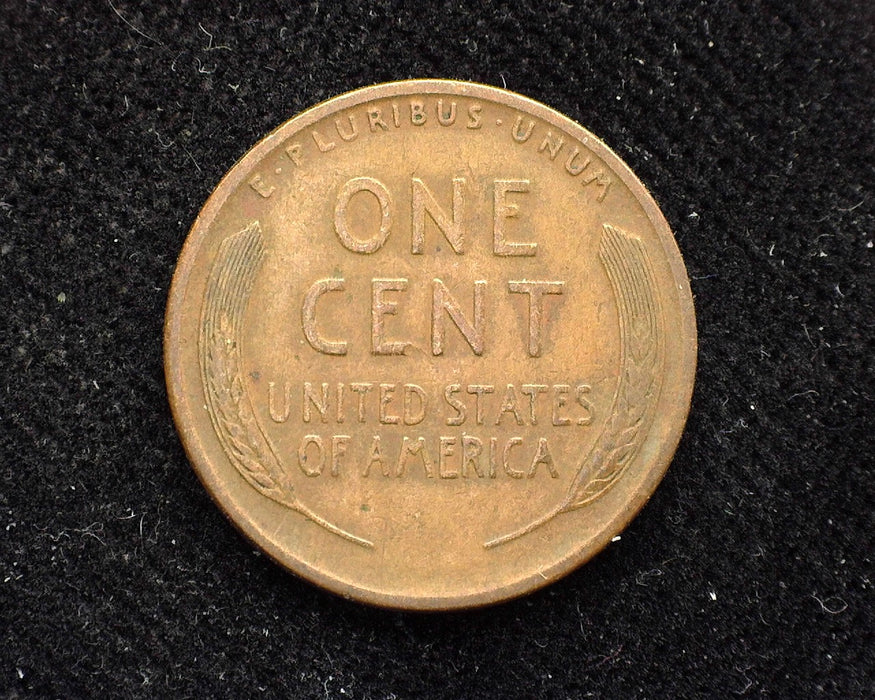 E·PLURIBUS·UNUM
ONE
CENT
UNITED STATES
OF AMERICA